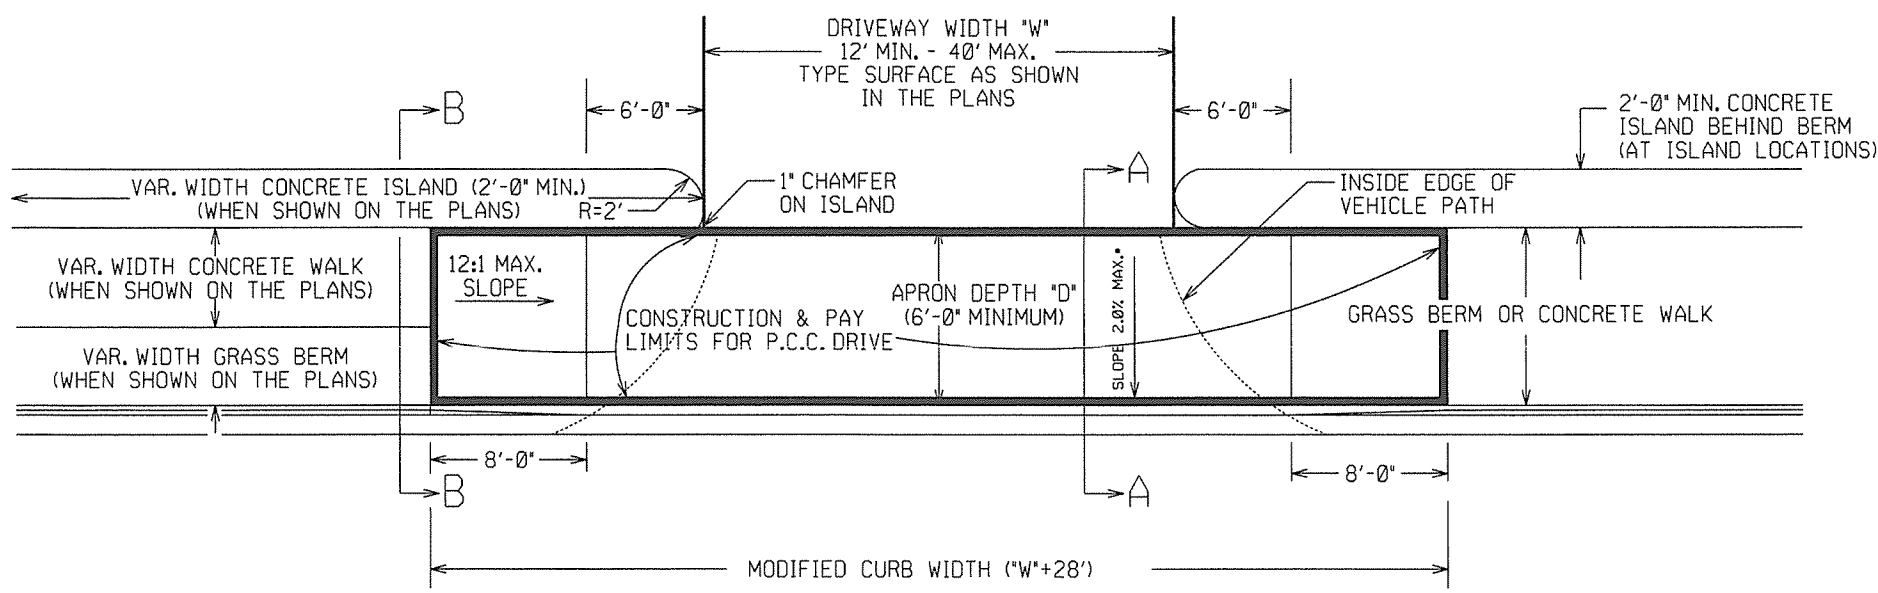 DRIVEWAY WIDTH "W"
12' MIN. - 40' MAX.
TYPE SURFACE AS SHOWN
IN THE PLANS
B
6'-0"
6'-0"
2'-0" MIN. CONCRETE
ISLAND BEHIND BERM
(AT ISLAND LOCATIONS)
A
VAR. WIDTH CONCRETE ISLAND (2'-0" MIN.)
(WHEN SHOWN ON THE PLANS)
R=2'
1" CHAMFER
ON ISLAND
INSIDE EDGE OF
VEHICLE PATH
VAR. WIDTH CONCRETE WALK
(WHEN SHOWN ON THE PLANS)
12:1 MAX.
SLOPE
CONSTRUCTION & PAY
LIMITS FOR P.C.C. DRIVE
APRON DEPTH "D"
(6'-0" MINIMUM)
SLOPE 2.0% MAX.*
GRASS BERM OR CONCRETE WALK
VAR. WIDTH GRASS BERM
(WHEN SHOWN ON THE PLANS)
8'-0"
B
A
8'-0"
MODIFIED CURB WIDTH ("W"+28')